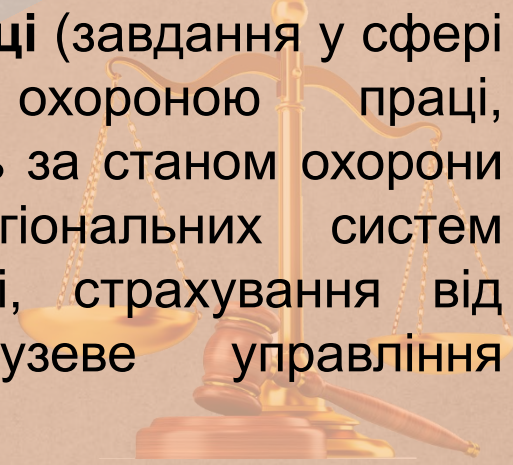 ці (завдання у сфері
охороною праці,
ь за станом охорони
гіональних систем
і, страхування від
узеве управління